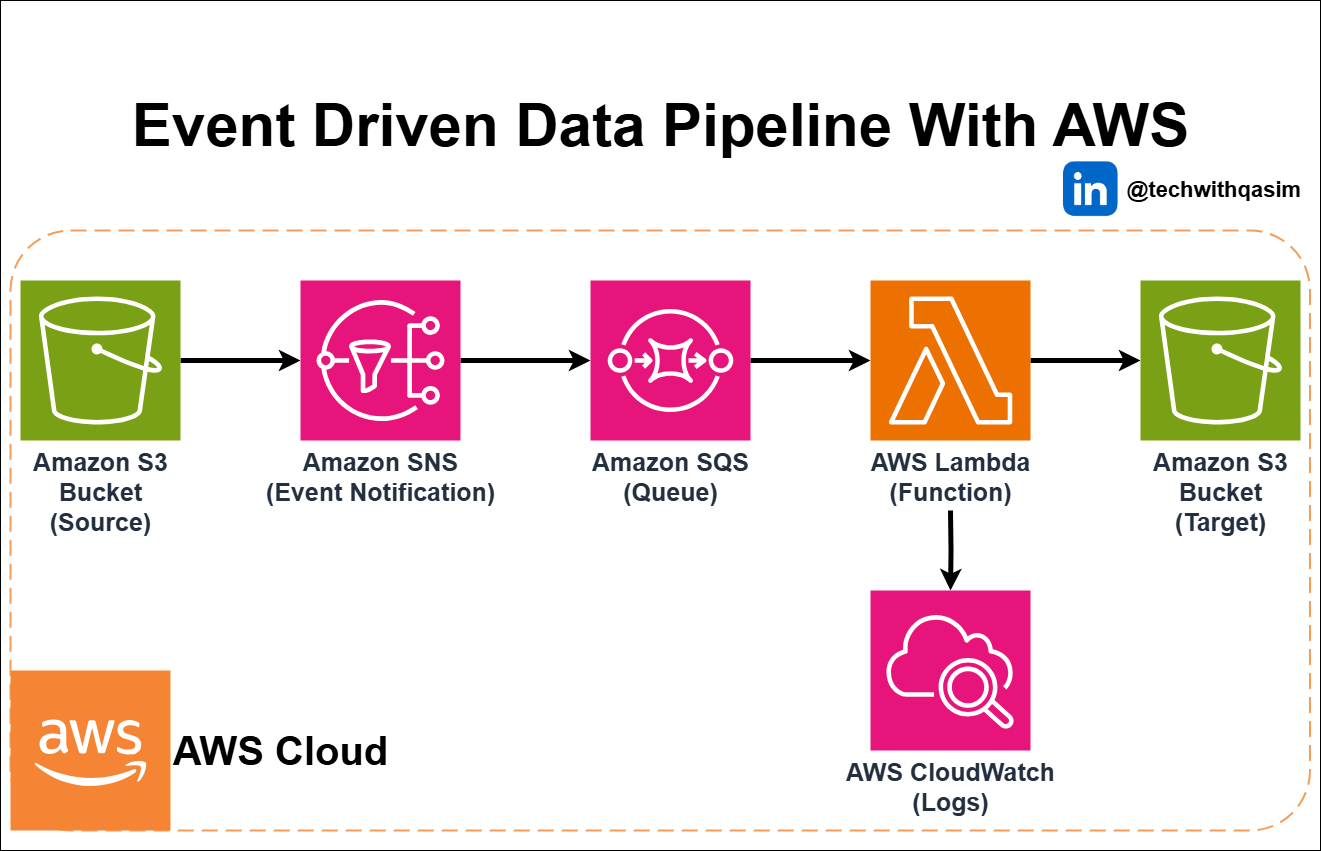 Event Driven Data Pipeline With AWS
in @techwithqasim
Amazon S3
Bucket
(Source)
Amazon SNS
(Event Notification)
Amazon SQS
(Queue)
AWS Lambda
(Function)
Amazon S3
Bucket
(Target)
AWS CloudWatch
(Logs)
aws
AWS Cloud